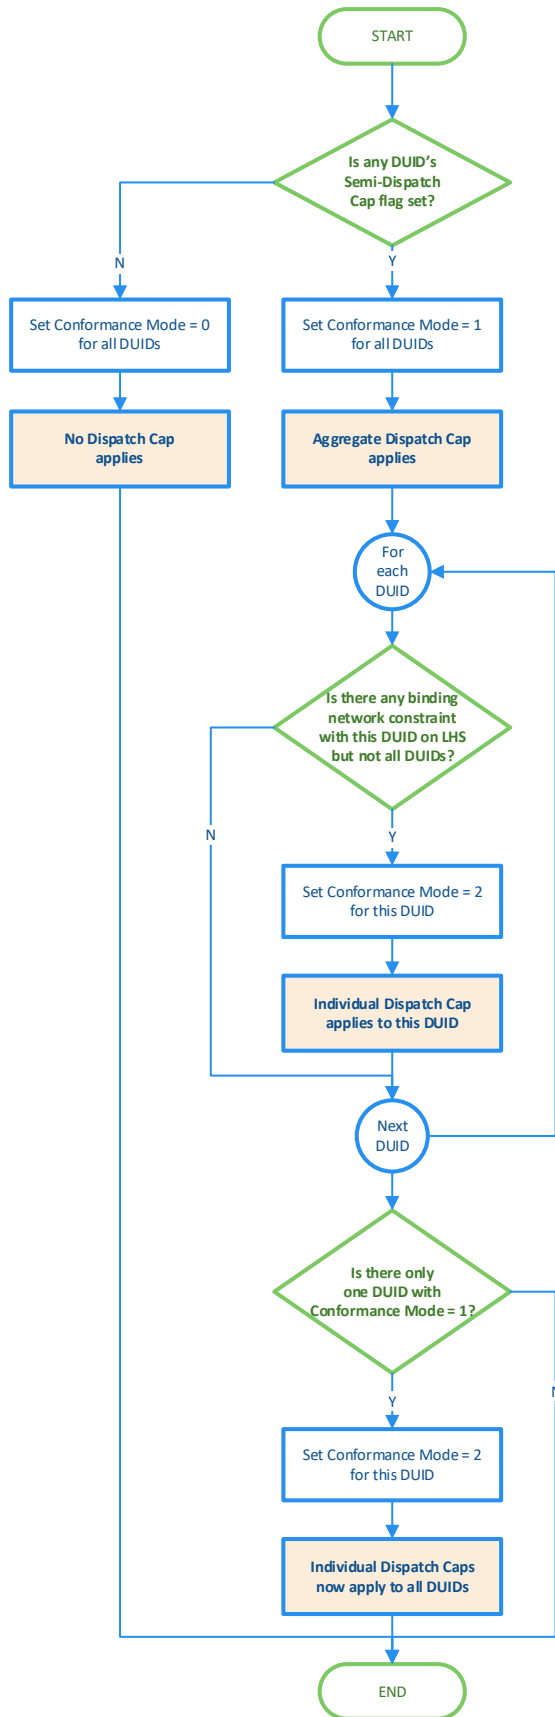 START
Is any DUID's
Semi-Dispatch
Cap flag set?
N
Y
Set Conformance Mode = 0
for all DUIDs
Set Conformance Mode = 1
for all DUIDs
No Dispatch Cap
applies
Aggregate Dispatch Cap
applies
For
each
DUID
Is there any binding
network constraint
with this DUID on LHS
but not all DUIDs?
N
Y
Set Conformance Mode = 2
for this DUID
Individual Dispatch Cap
applies to this DUID
Next
DUID
Is there only
one DUID with
Conformance Mode = 1?
N
Y
Set Conformance Mode = 2
for this DUID
Individual Dispatch Caps
now apply to all DUIDs
END